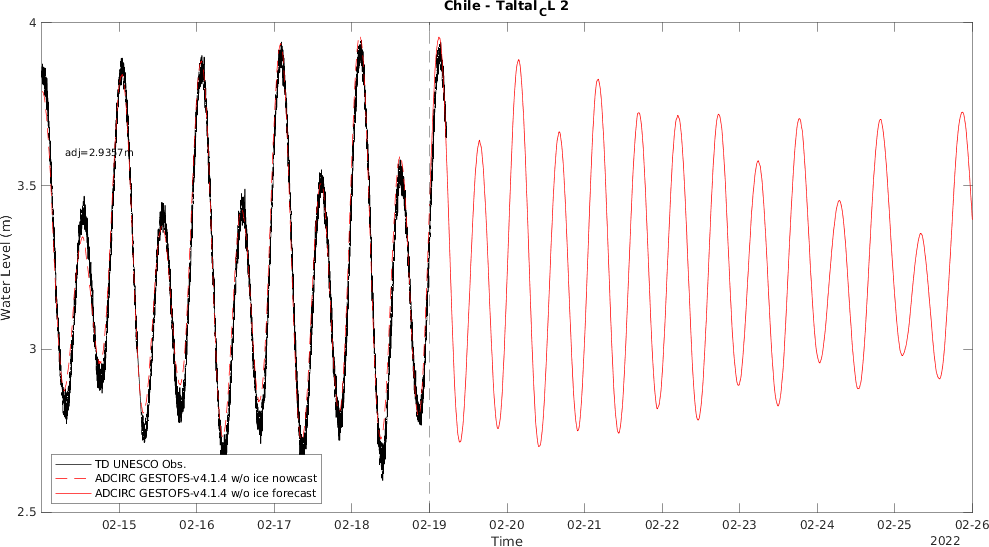 Chile - Taltal_CL 2
4
3.5
3
2.5
Water Level (m)
adj=2.9357m
TD UNESCO Obs.
ADCIRC GESTOFS-v4.1.4 w/o ice nowcast
ADCIRC GESTOFS-v4.1.4 w/o ice forecast
02-15 02-16 02-17 02-18 02-19 02-20 02-21 02-22 02-23 02-24 02-25 02-26
Time
2022